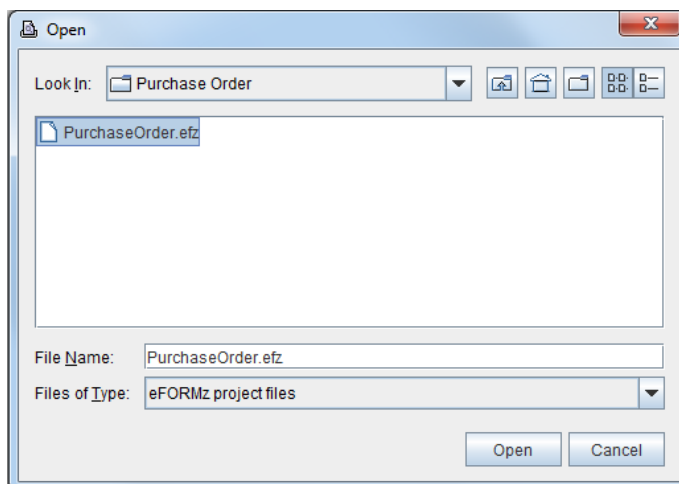 Open
Look In: Purchase Order
PurchaseOrder.efz
File Name: PurchaseOrder.efz
Files of Type: eFORMz project files
Open Cancel